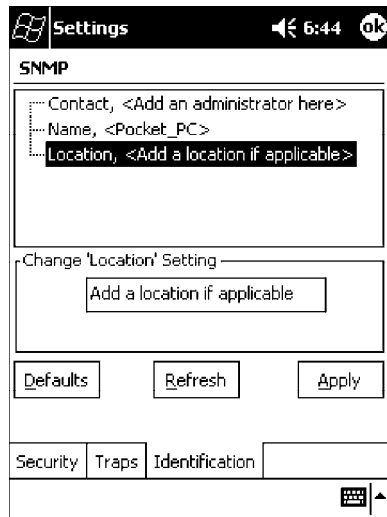 Settings 6:44 ok
SNMP
Contact, <Add an administrator here>
Name, <Pocket_PC>
Location, <Add a location if applicable>
Change 'Location' Setting
Add a location if applicable
Defaults Refresh Apply
Security Traps Identification